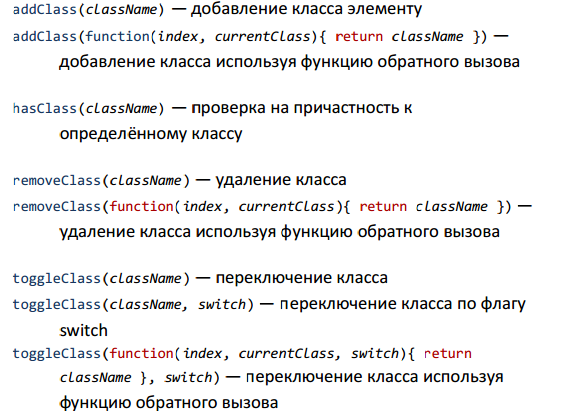 addClass(className) — добавление класса элементу
addClass(function(index, currentClass){ return className }) —
добавление класса используя функцию обратного вызова
hasClass(className) — проверка на причастность к
определённому классу
removeClass(className) — удаление класса
removeClass(function(index, currentClass){ return className }) —
удаление класса используя функцию обратного вызова
toggleClass(className) — переключение класса
toggleClass(className, switch) — переключение класса по флагу
switch
toggleClass(function(index, currentClass, switch){ return
className }, switch) — переключение класса используя
функцию обратного вызова